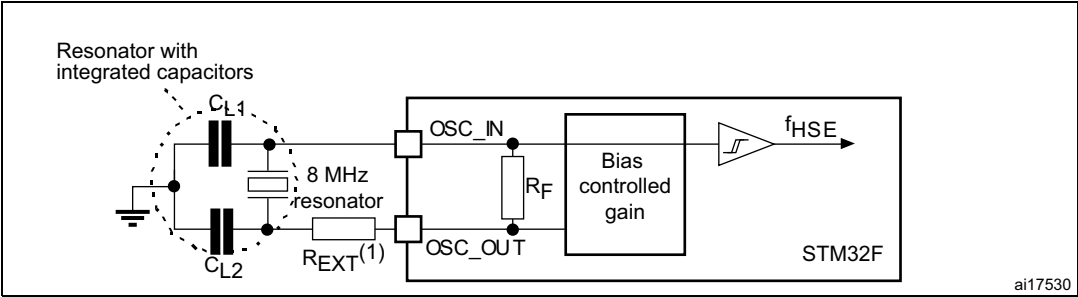 Resonator with
integrated capacitors
CL1
OSC_IN
fHSE
8 MHz
resonator
RF
Bias
controlled
gain
REXT(1)
OSC_OUT
CL2
STM32F
ai17530